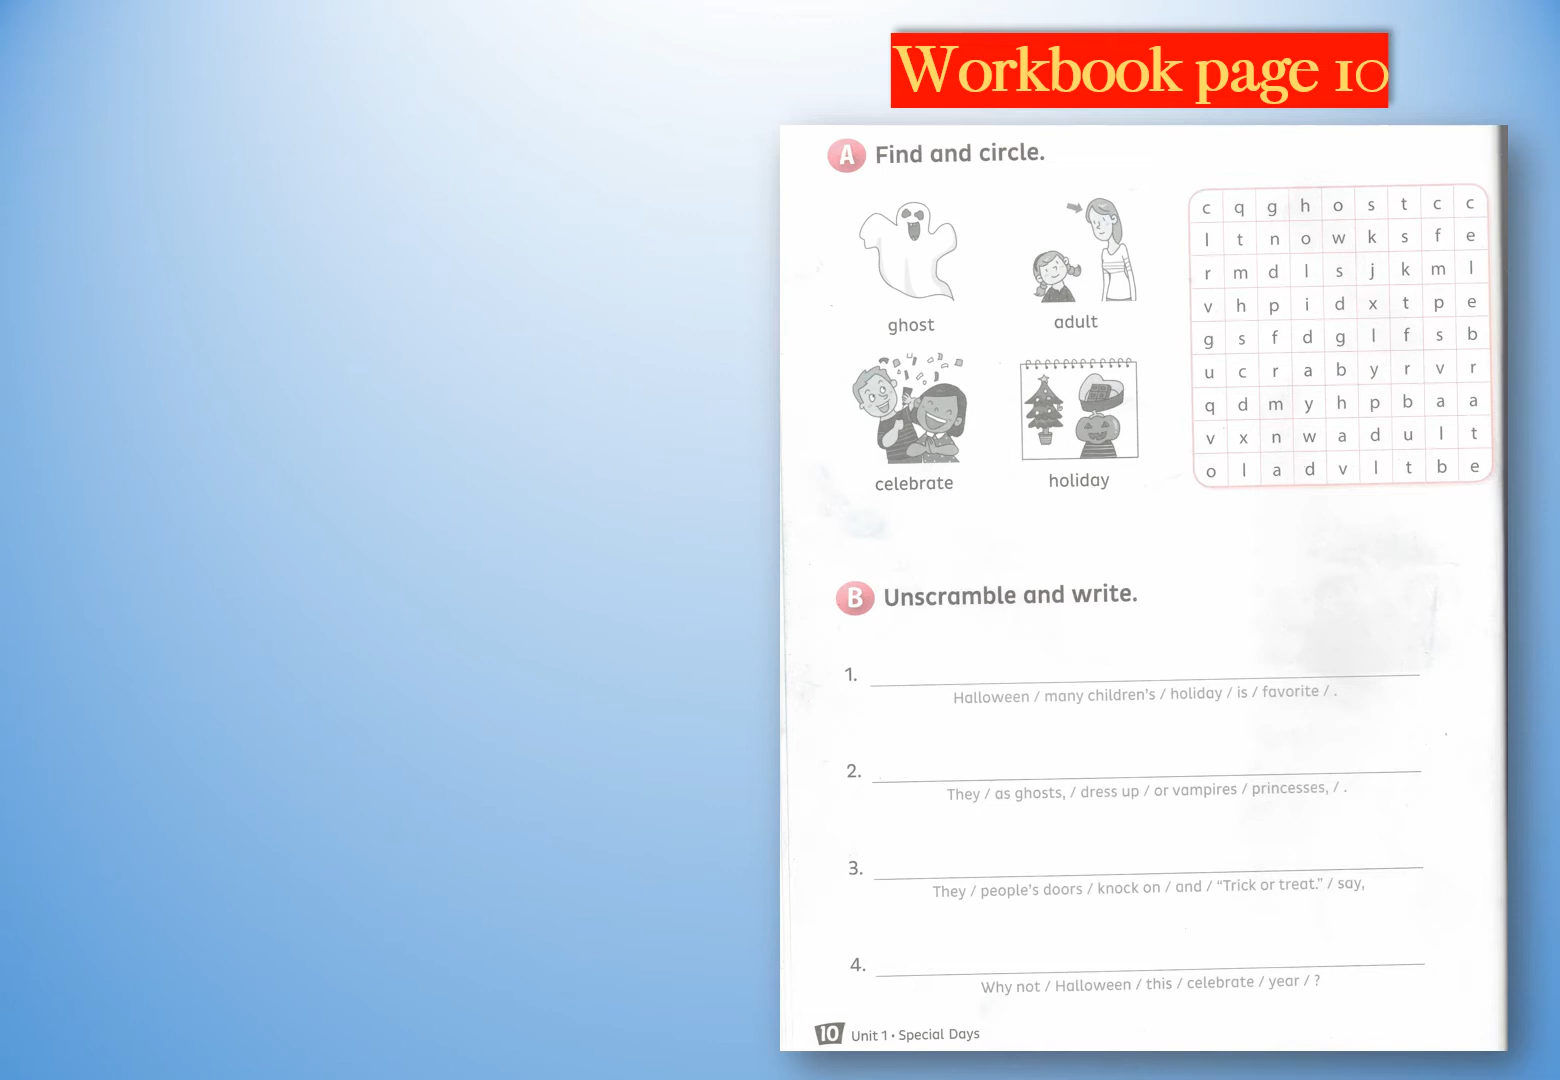 Workbook page 10
A Find and circle.
ghost
adult
celebrate
holiday
c q g h o s t c c
l t n o w k s f e
r m d l s j k m l
v h p i d x t p e
g s f d g l f s b
u c r a b y r v r
q d m y h p b a a
v x n w a d u l t
o l a d v l t b e
B Unscramble and write.
1.
Halloween / many children's / holiday / is / favorite / .
2.
They / as ghosts, / dress up / or vampires / princesses, / .
3.
They / people's doors / knock on / and / "Trick or treat." / say,
4.
Why not / Halloween / this / celebrate / year / ?
10 Unit 1 • Special Days